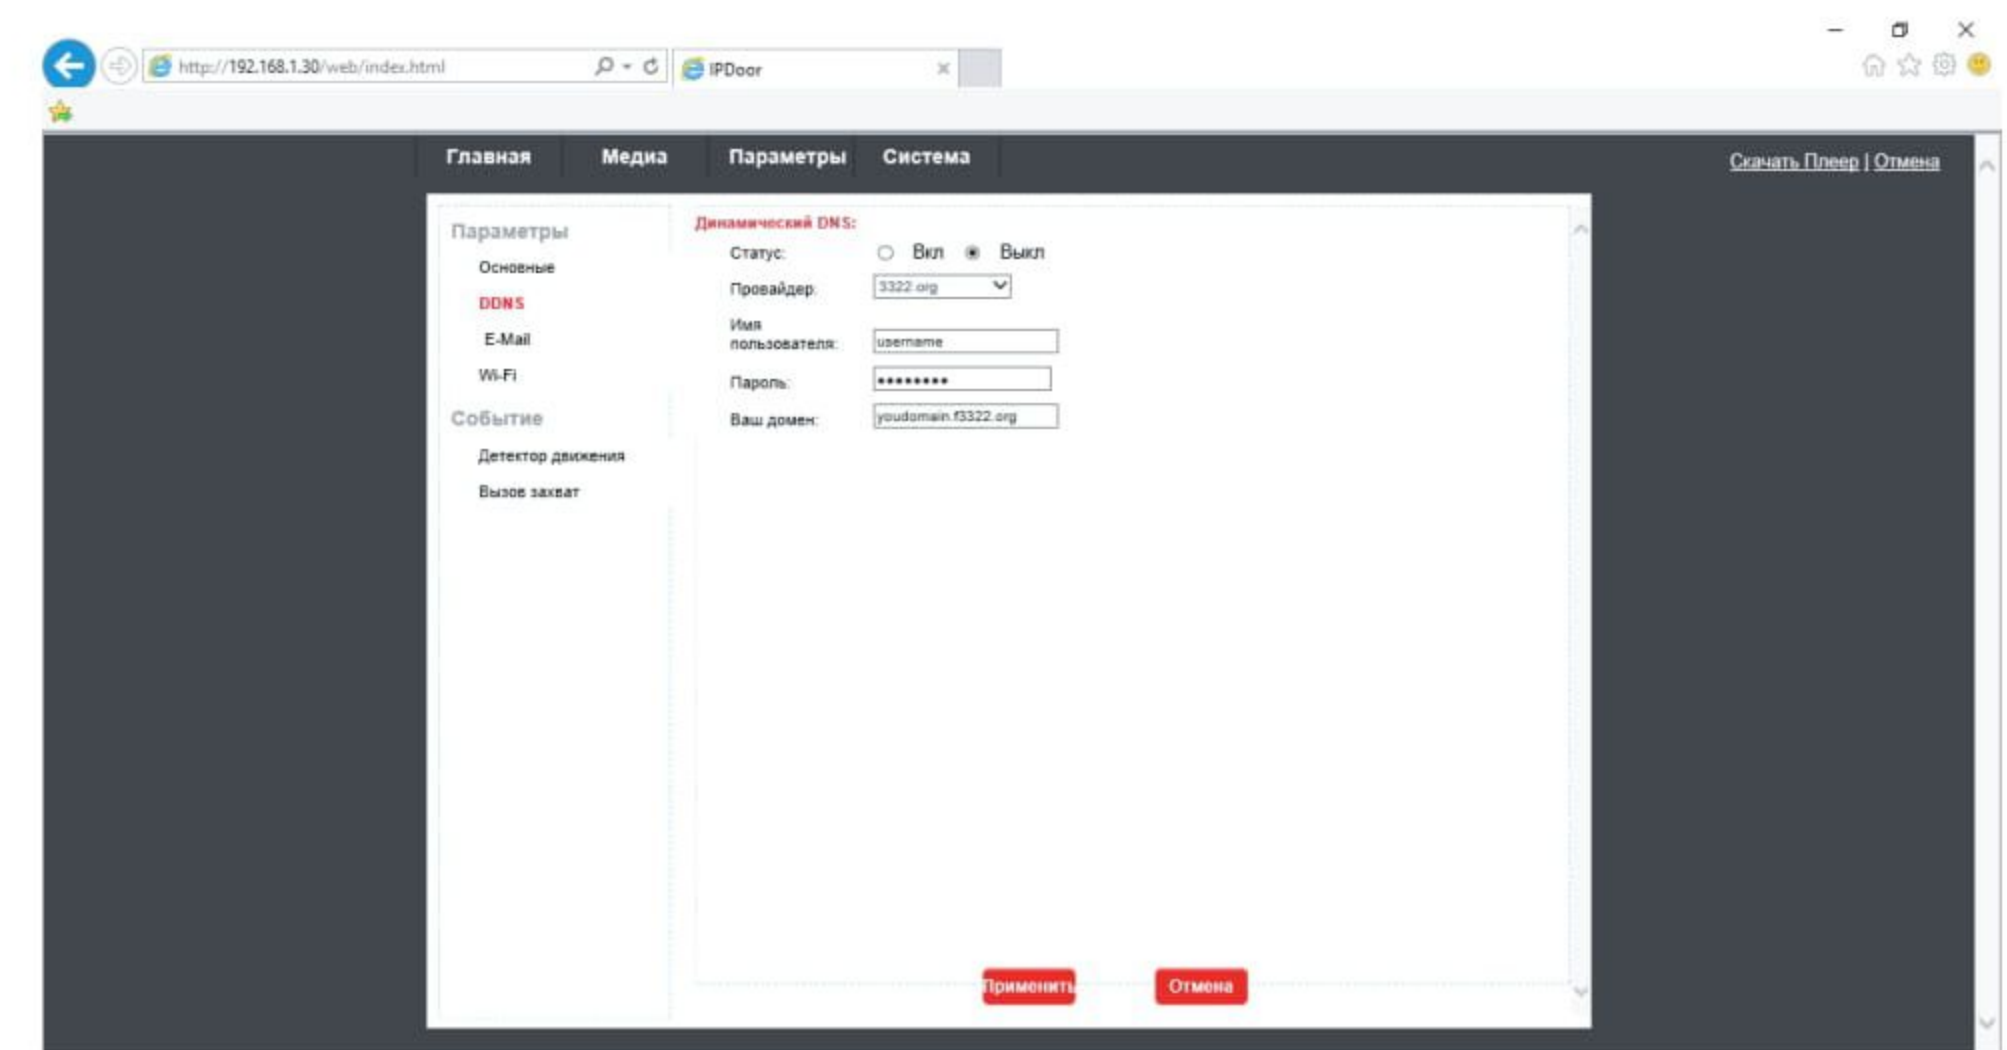 http://192.168.1.30/web/index.html
IPDoor
Главная Медиа Параметры Система
Скачать Плеер | Отмена
Параметры
Основные
DDNS
E-Mail
Wi-Fi
Событие
Детектор движения
Вызов захват
Динамический DNS:
Статус: Вкл Выкл
Провайдер: 3322.org
Имя
пользователя: username
Пароль: ••••••••
Ваш домен: youdomain.f3322.org
Применить Отмена